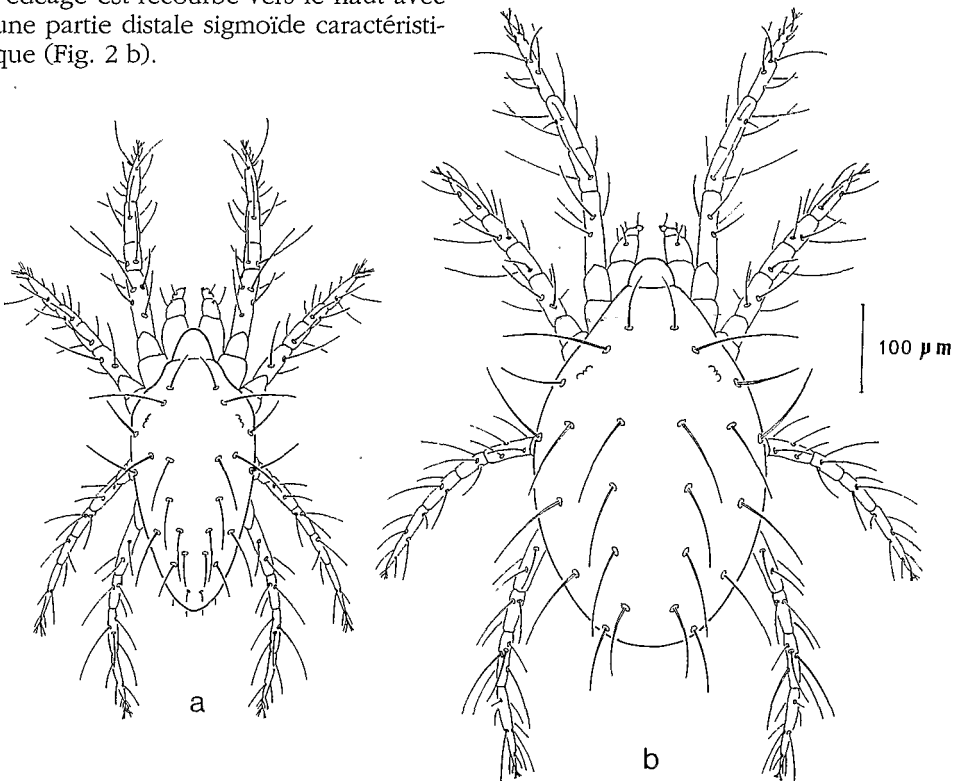 édéage est recourbé vers le haut avec
une partie distale sigmoïde caractéristi-
que (Fig. 2 b).
100 µm
a
b